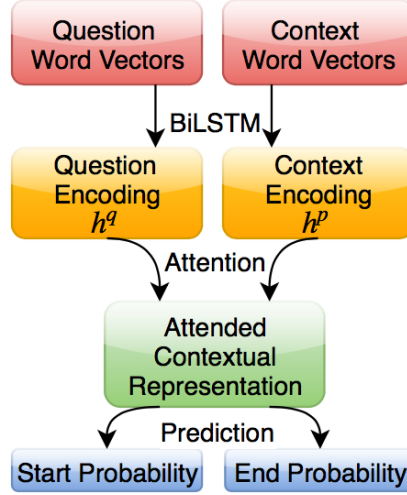 Question
Word Vectors
Context
Word Vectors
BiLSTM
Question
Encoding
h^q
Context
Encoding
h^p
Attention
Attended
Contextual
Representation
Prediction
Start Probability
End Probability